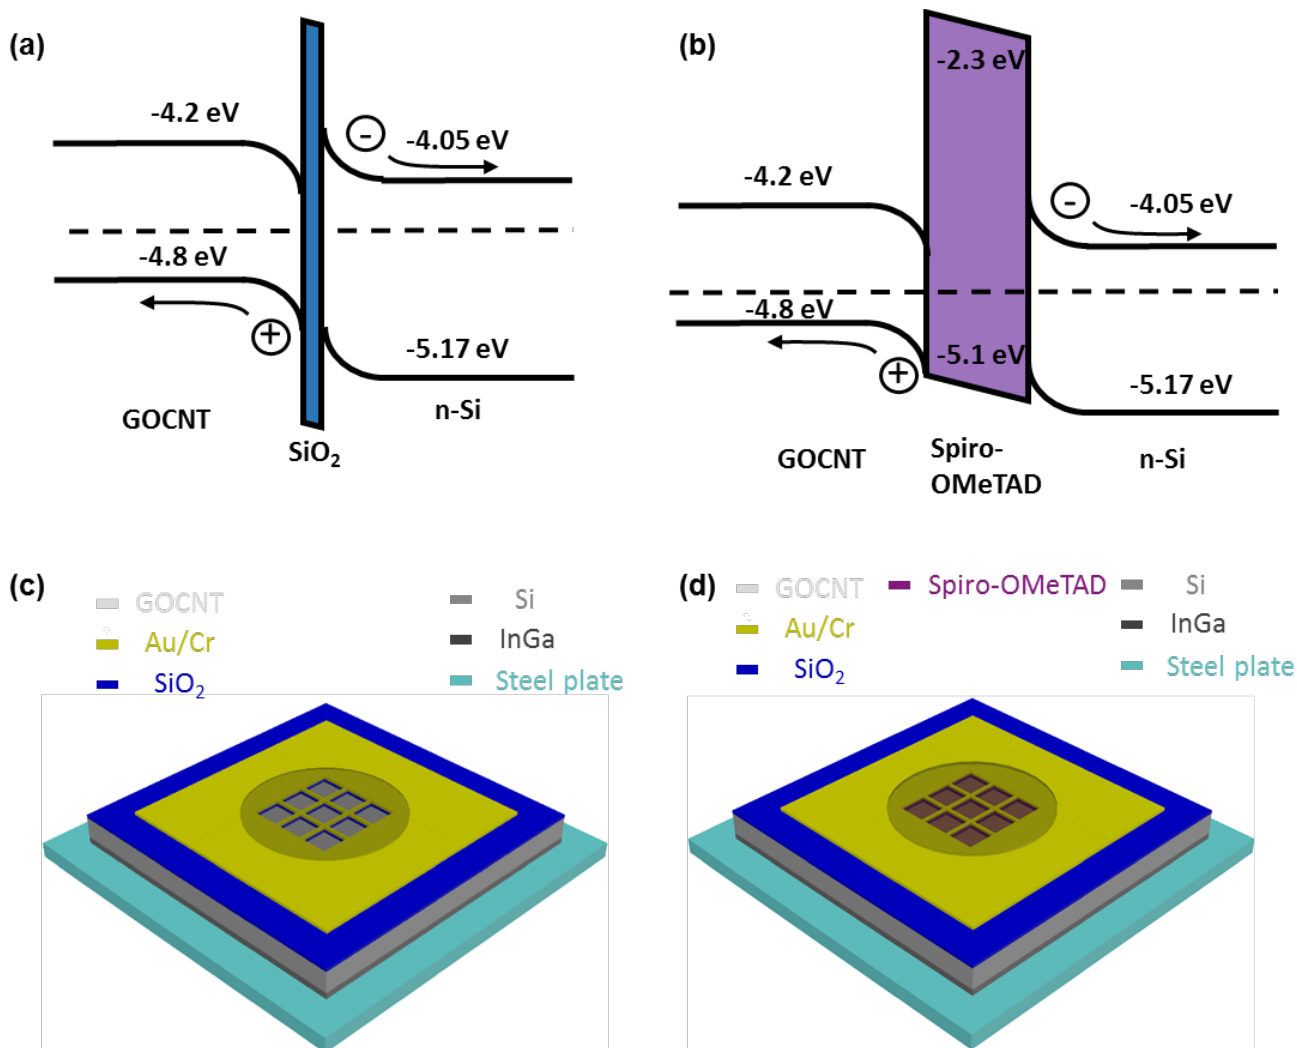 (a)
-4.2 eV
-4.05 eV
-4.8 eV
-5.17 eV
GOCNT
n-Si
SiO₂
(b)
-2.3 eV
-4.2 eV
-4.05 eV
-4.8 eV
-5.1 eV
-5.17 eV
GOCNT
Spiro-
OMeTAD
n-Si
(c)
GOCNT
Si
Au/Cr
InGa
SiO₂
Steel plate
(d)
GOCNT
Spiro-OMeTAD
Si
Au/Cr
InGa
SiO₂
Steel plate